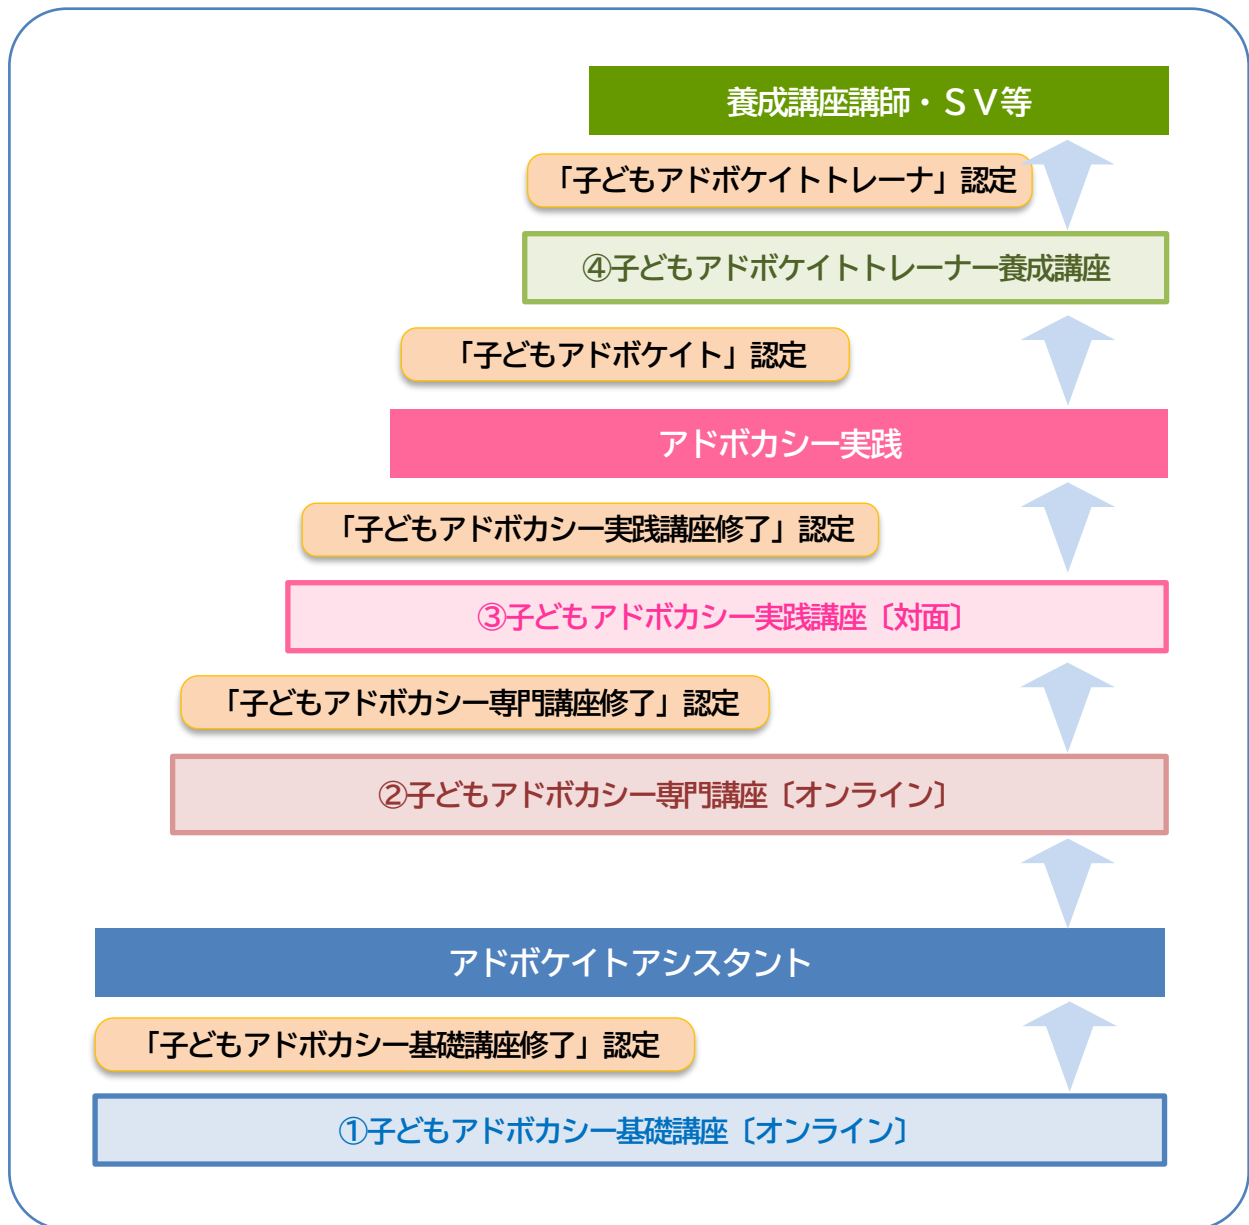 養成講座講師・ＳＶ等
「子どもアドボケイトトレーナ」認定
④子どもアドボケイトトレーナー養成講座
「子どもアドボケイト」認定
アドボカシー実践
「子どもアドボカシー実践講座修了」認定
③子どもアドボカシー実践講座〔対面〕
「子どもアドボカシー専門講座修了」認定
②子どもアドボカシー専門講座〔オンライン〕
アドボケイトアシスタント
「子どもアドボカシー基礎講座修了」認定
①子どもアドボカシー基礎講座〔オンライン〕